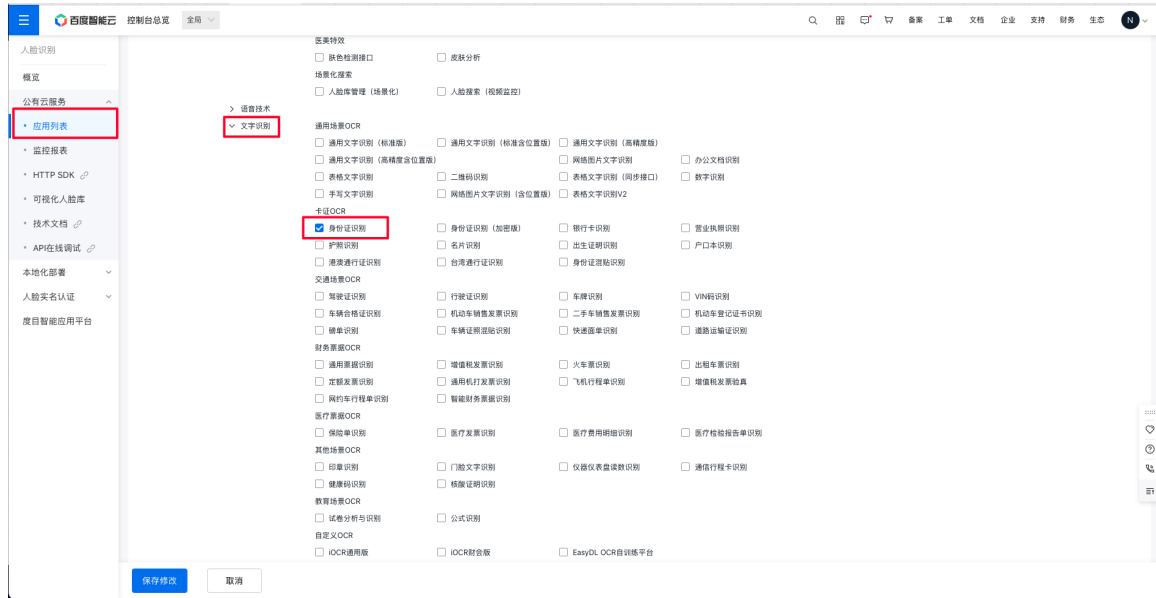 百度智能云 控制台总览 全局 备案 工单 文档 企业 支持 财务 生态 N
人脸识别
概览
公有云服务
应用列表
监控报表
HTTP SDK
可视化人脸库
技术文档
API在线调试
本地化部署
人脸实名认证
度目智能应用平台
医美特效
肤色检测接口 皮肤分析
场景化搜索
人脸库管理（场景化） 人脸搜索（视频监控）
语音技术
文字识别 通用场景OCR
通用文字识别（标准版） 通用文字识别（标准含位置版） 通用文字识别（高精度版）
通用文字识别（高精度含位置版） 网络图片文字识别 办公文档识别
表格文字识别 二维码识别 表格文字识别（同步接口） 数字识别
手写文字识别 网络图片文字识别（含位置版） 表格文字识别V2
卡证OCR
身份证识别 身份证识别（加密版） 银行卡识别 营业执照识别
护照识别 名片识别 出生证明识别 户口本识别
港澳通行证识别 台湾通行证识别 身份证混贴识别
交通场景OCR
驾驶证识别 行驶证识别 车牌识别 VIN码识别
车辆合格证识别 机动车销售发票识别 二手车销售发票识别 机动车登记证书识别
磅单识别 车辆证照混贴识别 快递面单识别 道路运输证识别
财务票据OCR
通用票据识别 增值税发票识别 火车票识别 出租车票识别
定额发票识别 通用机打发票识别 飞机行程单识别 增值税发票验真
网约车行程单识别 智能财务票据识别
医疗票据OCR
保险单识别 医疗发票识别 医疗费用明细识别 医疗检验报告单识别
其他场景OCR
印章识别 门脸文字识别 仪器仪表盘读数识别 通信行程卡识别
健康码识别 核酸证明识别
教育场景OCR
试卷分析与识别 公式识别
自定义OCR
iOCR通用版 iOCR财会版 EasyDL OCR自训练平台
保存修改 取消